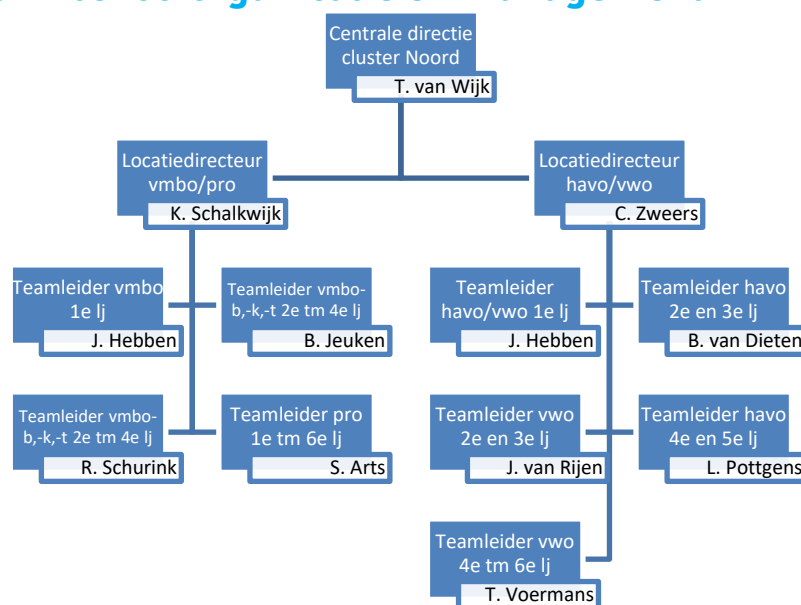 Centrale directie
cluster Noord
T. van Wijk
Locatiedirecteur
vmbo/pro
K. Schalkwijk
Locatiedirecteur
havo/vwo
C. Zweers
Teamleider vmbo
1e lj
J. Hebben
Teamleider vmbo-
b,-k,-t 2e tm 4e lj
B. Jeuken
Teamleider
havo/vwo 1e lj
J. Hebben
Teamleider havo
2e en 3e lj
B. van Dieten
Teamleider vmbo-
b,-k,-t 2e tm 4e lj
R. Schurink
Teamleider pro
1e tm 6e lj
S. Arts
Teamleider vwo
2e en 3e lj
J. van Rijen
Teamleider havo
4e en 5e lj
L. Pottgens
Teamleider vwo
4e tm 6e lj
T. Voermans